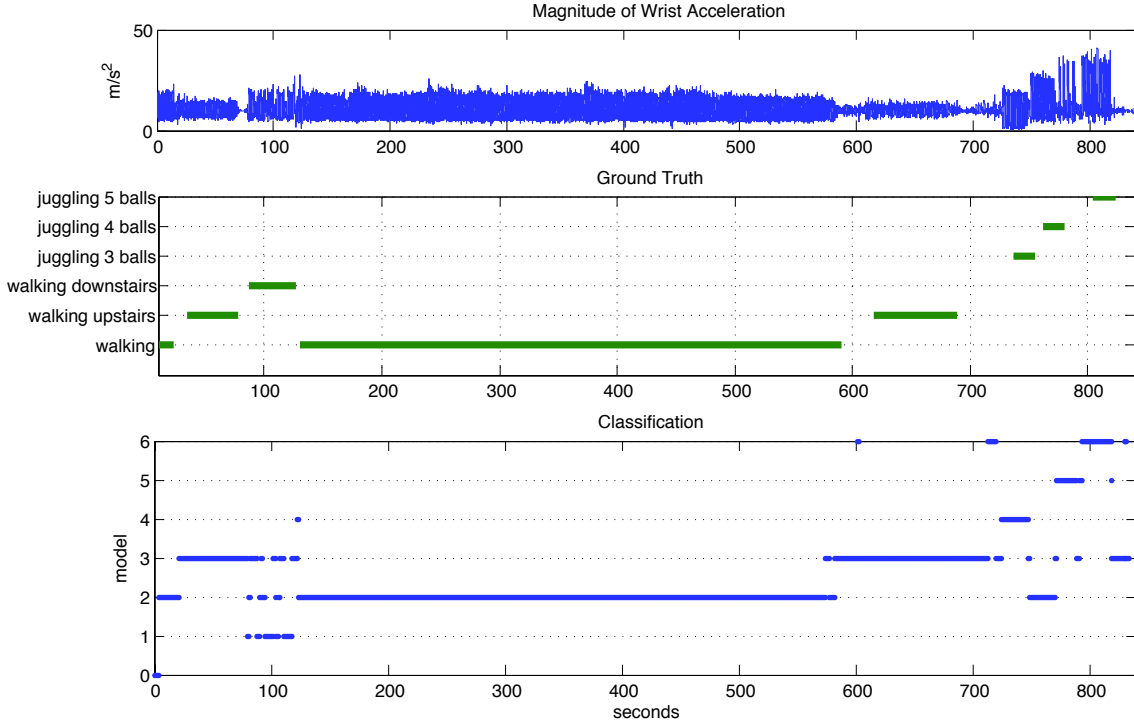 Magnitude of Wrist Acceleration
50
m/s²
0
0 100 200 300 400 500 600 700 800
Ground Truth
juggling 5 balls
juggling 4 balls
juggling 3 balls
walking downstairs
walking upstairs
walking
100 200 300 400 500 600 700 800
Classification
6
5
4
model
3
2
1
0
0 100 200 300 400 500 600 700 800
seconds